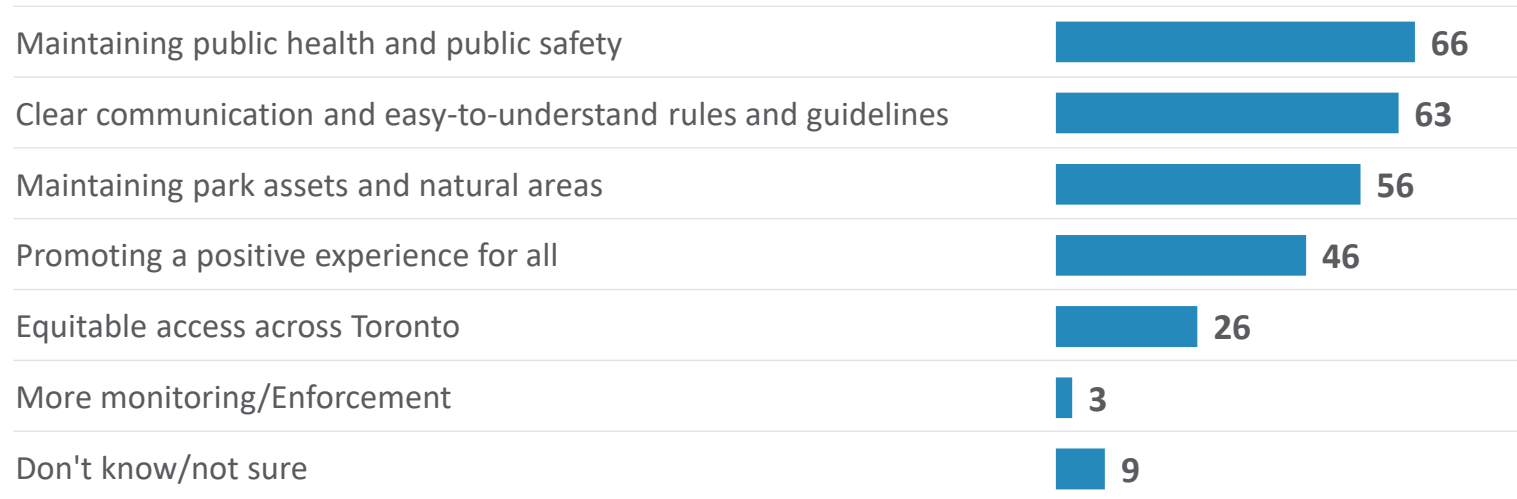 Maintaining public health and public safety 66
Clear communication and easy-to-understand rules and guidelines 63
Maintaining park assets and natural areas 56
Promoting a positive experience for all 46
Equitable access across Toronto 26
More monitoring/Enforcement 3
Don't know/not sure 9